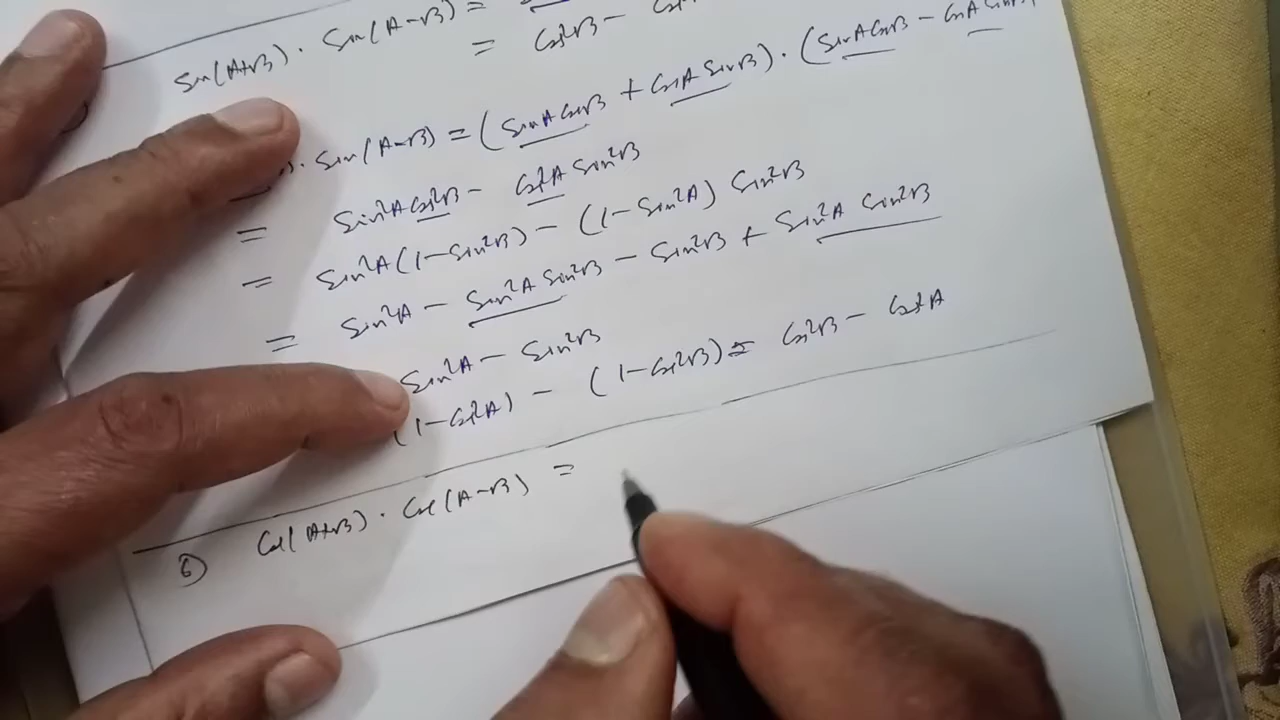 Sin(A+B) . Sin(A-B) =
= Cos²B -
. Sin(A-B) = (SinA CosB + CosA SinB) . (SinA CosB - CosA SinB
= Sin²A Cos²B - Cos²A Sin²B
= Sin²A (1 - Sin²B) - (1 - Sin²A) Sin²B
= Sin²A - Sin²A Sin²B - Sin²B + Sin²A Sin²B
Sin²A - Sin²B
(1 - Cos²A) - (1 - Cos²B) = Cos²B - Cos²A
6) Cos(A+B) . Cos(A-B) =